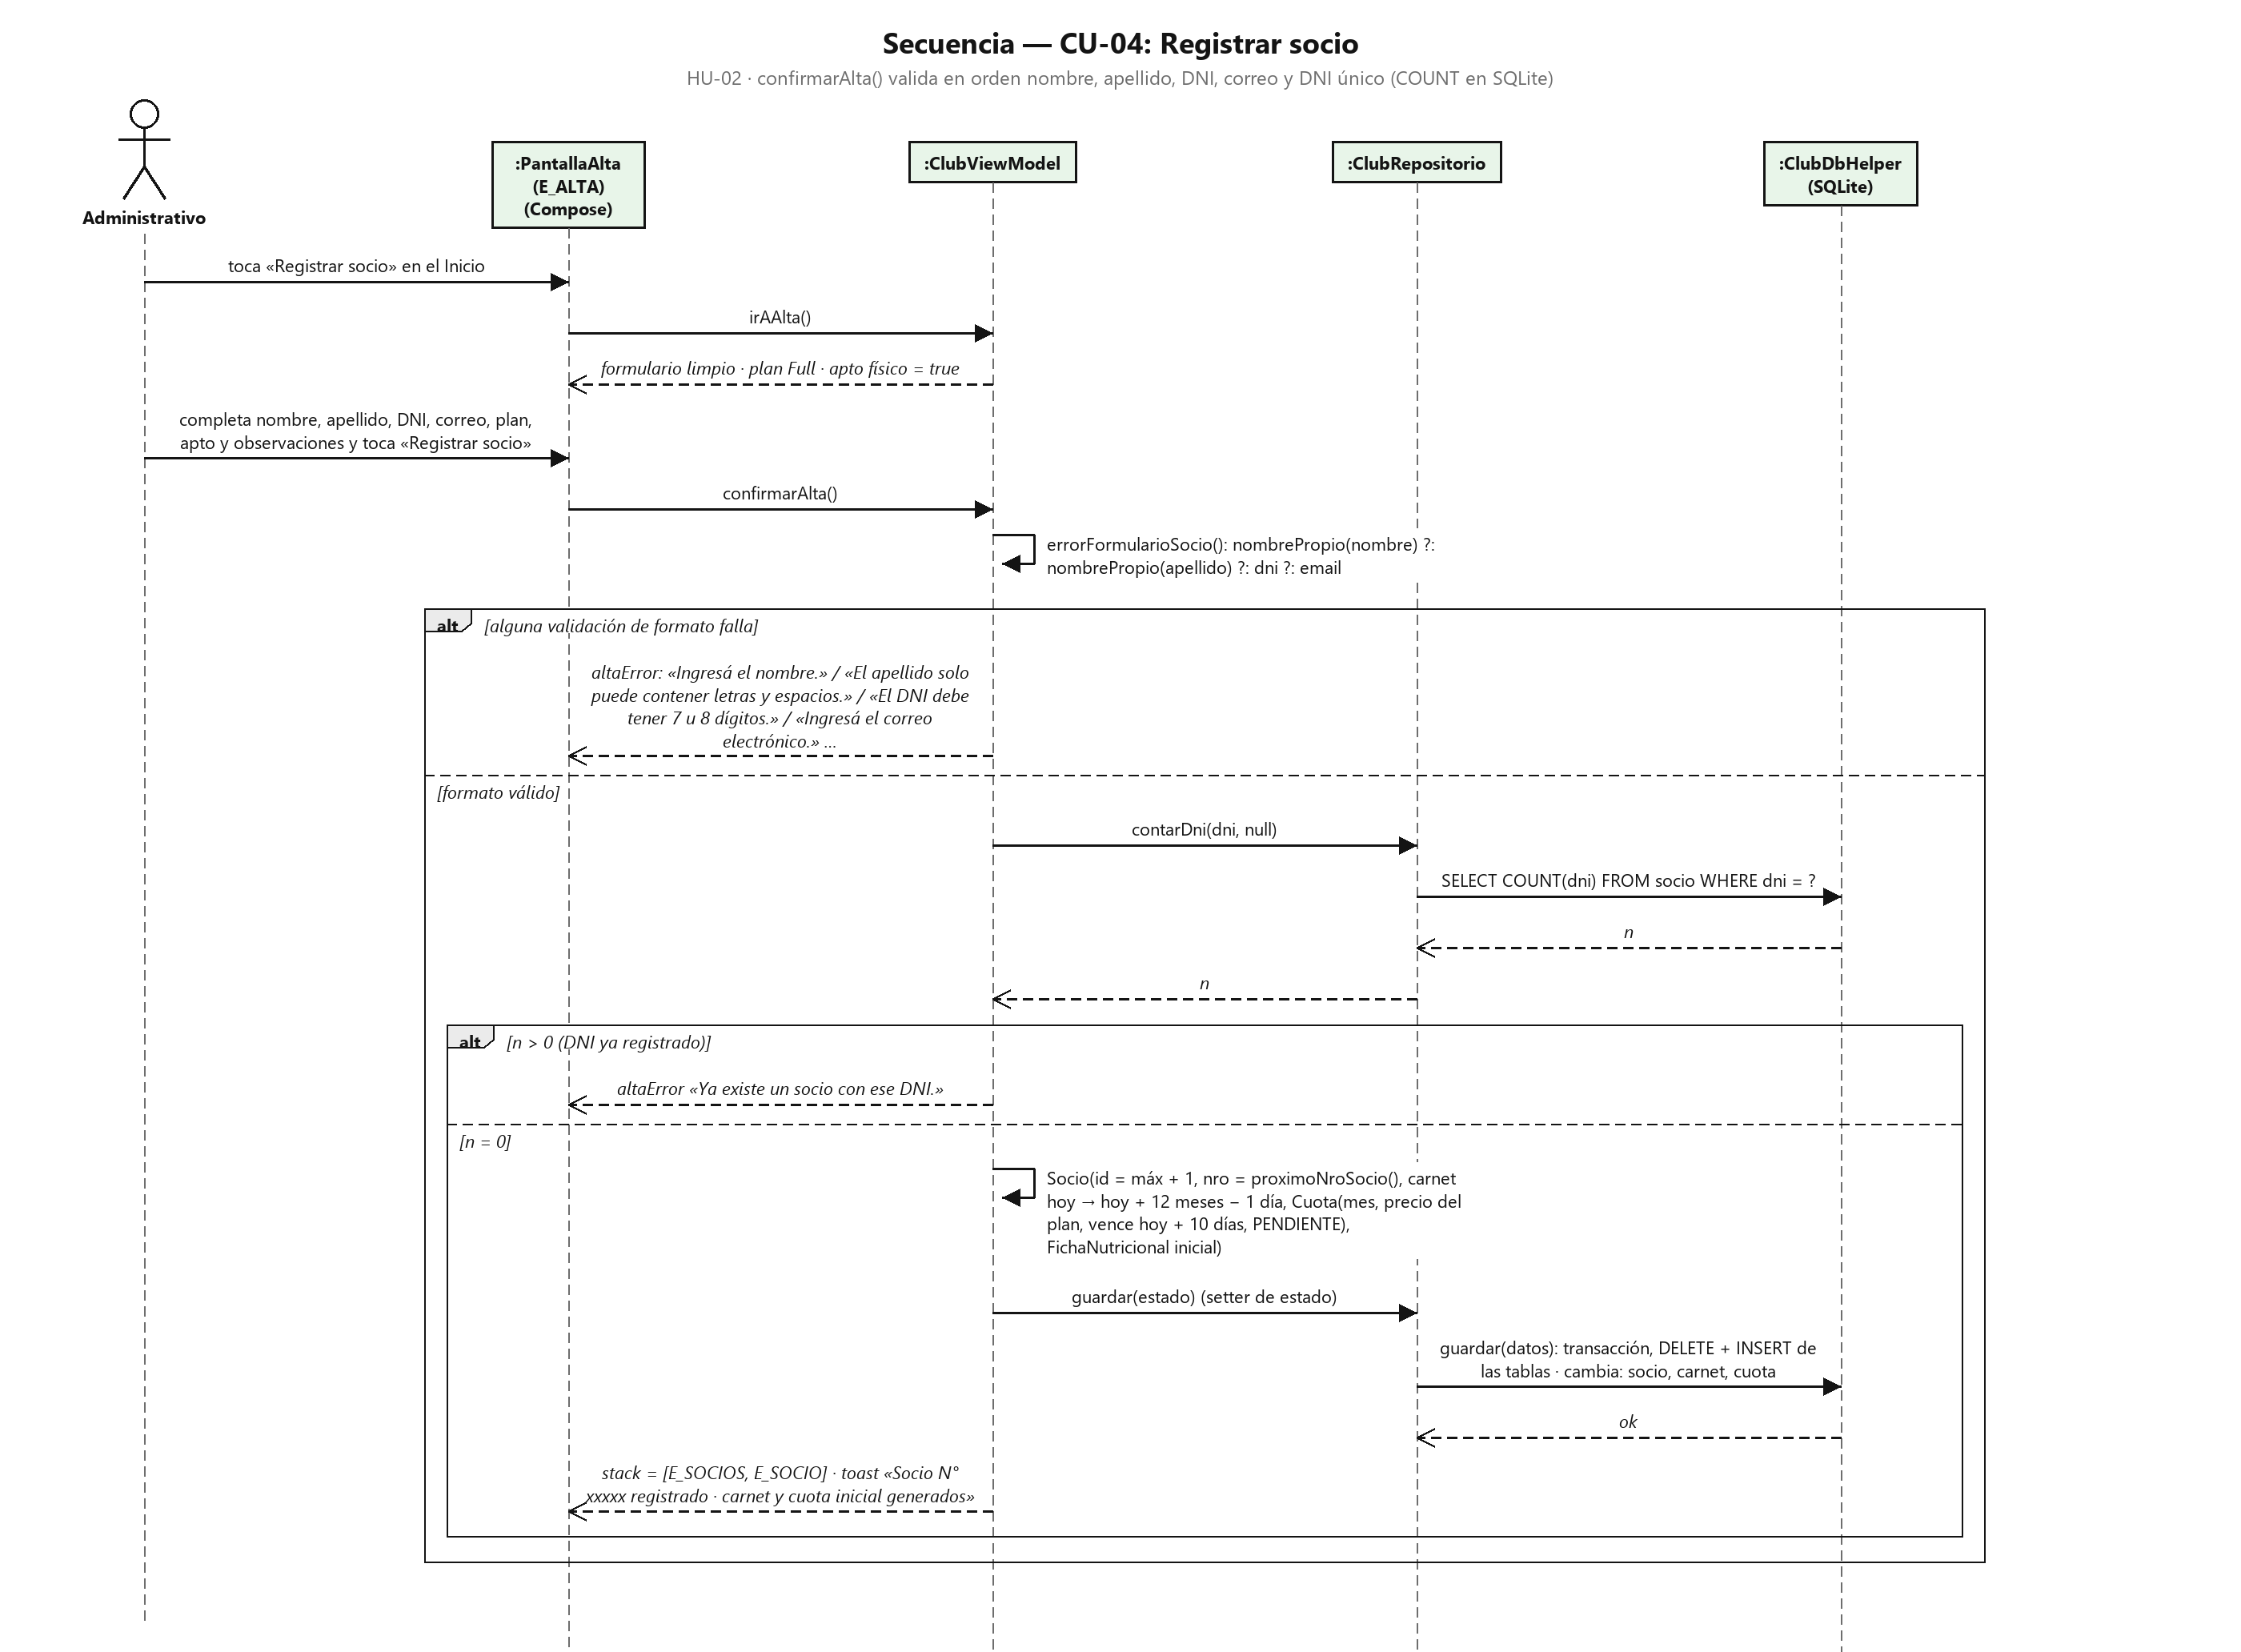 Secuencia — CU-04: Registrar socio
HU-02 · confirmarAlta() valida en orden nombre, apellido, DNI, correo y DNI único (COUNT en SQLite)
Administrativo
:PantallaAlta
(E_ALTA)
(Compose)
:ClubViewModel
:ClubRepositorio
:ClubDbHelper
(SQLite)
toca «Registrar socio» en el Inicio
irAAlta()
formulario limpio · plan Full · apto físico = true
completa nombre, apellido, DNI, correo, plan,
apto y observaciones y toca «Registrar socio»
confirmarAlta()
errorFormularioSocio(): nombrePropio(nombre) ?:
nombrePropio(apellido) ?: dni ?: email
alt [alguna validación de formato falla]
altaError: «Ingresá el nombre.» / «El apellido solo
puede contener letras y espacios.» / «El DNI debe
tener 7 u 8 dígitos.» / «Ingresá el correo
electrónico.» ...
[formato válido]
contarDni(dni, null)
SELECT COUNT(dni) FROM socio WHERE dni = ?
n
n
alt [n > 0 (DNI ya registrado)]
altaError «Ya existe un socio con ese DNI.»
[n = 0]
Socio(id = máx + 1, nro = proximoNroSocio(), carnet
hoy → hoy + 12 meses − 1 día, Cuota(mes, precio del
plan, vence hoy + 10 días, PENDIENTE),
FichaNutricional inicial)
guardar(estado) (setter de estado)
guardar(datos): transacción, DELETE + INSERT de
las tablas · cambia: socio, carnet, cuota
ok
stack = [E_SOCIOS, E_SOCIO] · toast «Socio N°
xxxxx registrado · carnet y cuota inicial generados»